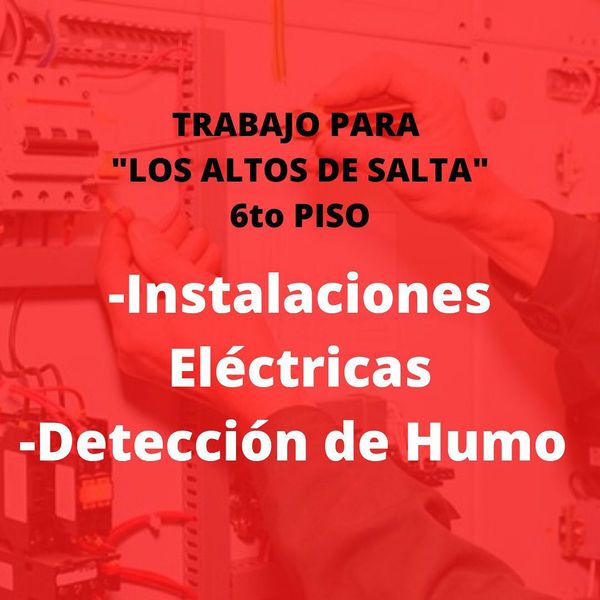 TRABAJO PARA
"LOS ALTOS DE SALTA"
6to PISO
-Instalaciones
Eléctricas
-Detección de Humo